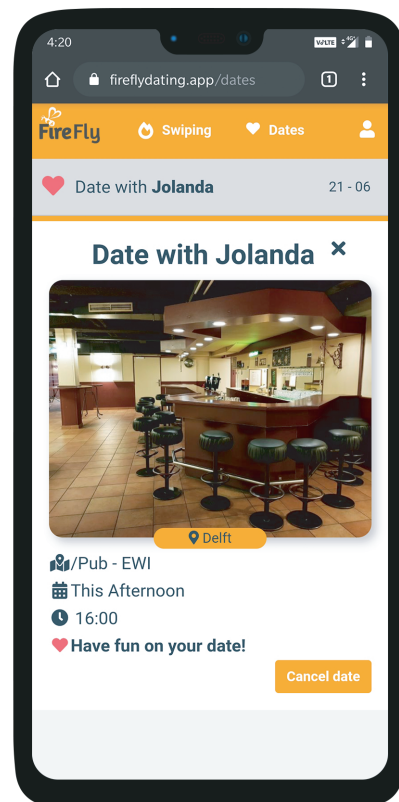 4:20
VoLTE 4G
fireflydating.app/dates
1
FireFly
Swiping
Dates
Date with Jolanda
21 - 06
Date with Jolanda ×
Delft
/Pub - EWI
This Afternoon
16:00
Have fun on your date!
Cancel date